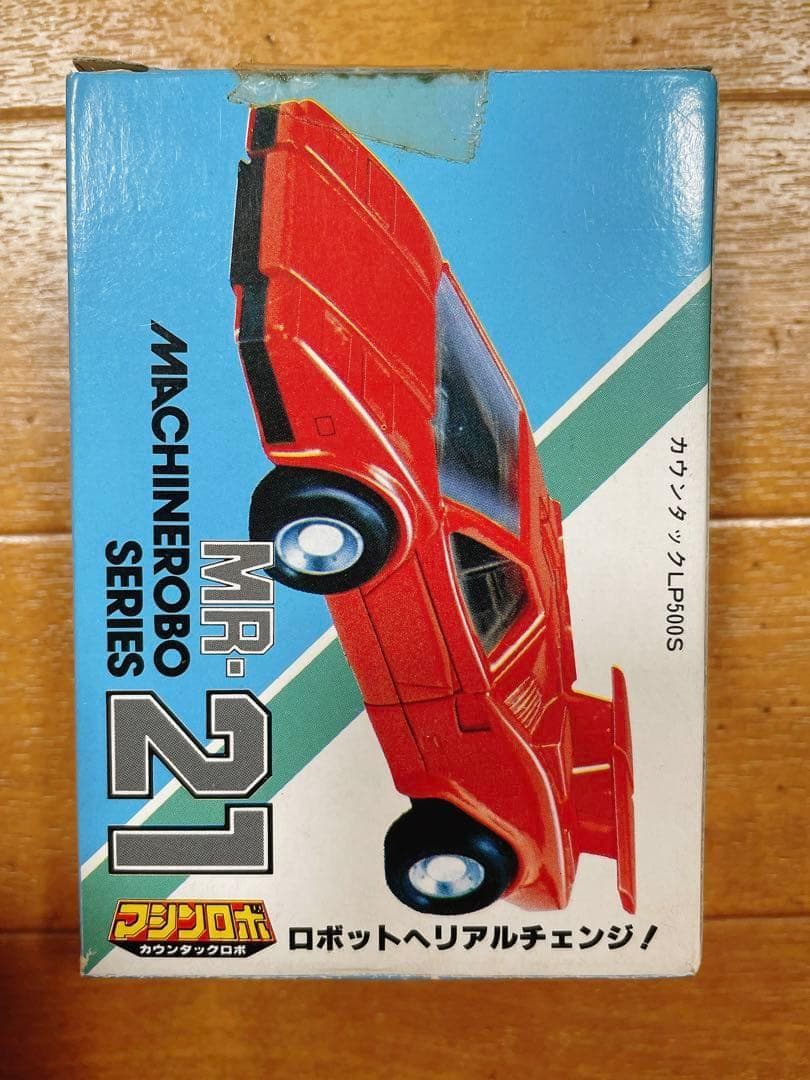 カウンタックLP500S
MACHINEROBO
SERIES
MR-21
マシンロボ
カウンタックロボ
ロボットへリアルチェンジ!